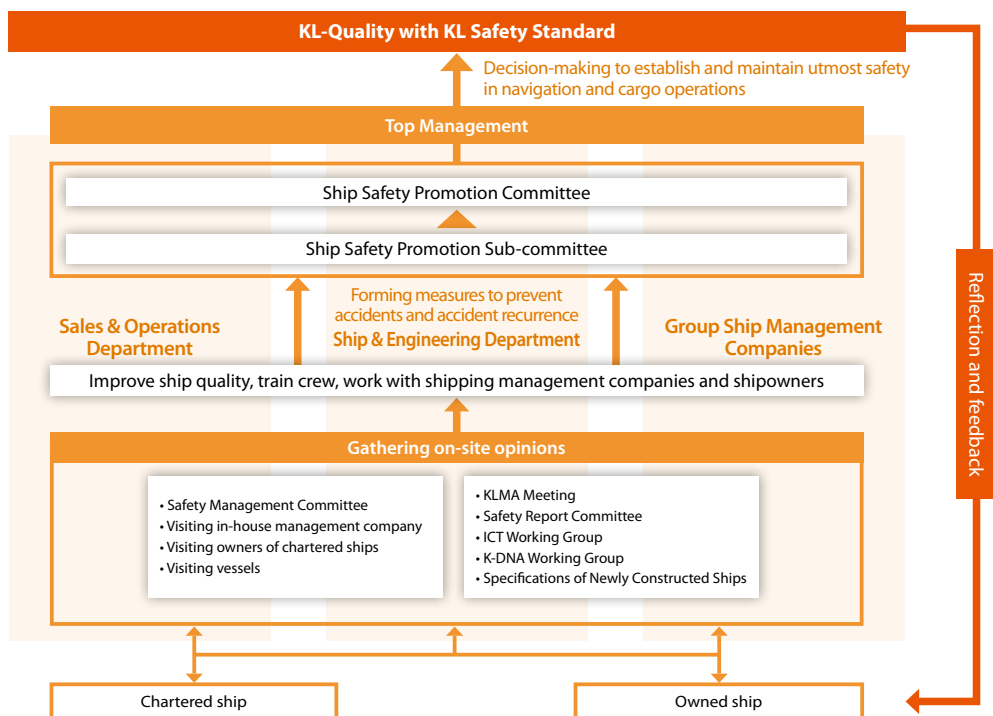 KL-Quality with KL Safety Standard
Decision-making to establish and maintain utmost safety
in navigation and cargo operations
Top Management
Ship Safety Promotion Committee
Ship Safety Promotion Sub-committee
Forming measures to prevent
accidents and accident recurrence
Sales & Operations
Department
Ship & Engineering Department
Group Ship Management
Companies
Improve ship quality, train crew, work with shipping management companies and shipowners
Gathering on-site opinions
• Safety Management Committee
• Visiting in-house management company
• Visiting owners of chartered ships
• Visiting vessels
• KLMA Meeting
• Safety Report Committee
• ICT Working Group
• K-DNA Working Group
• Specifications of Newly Constructed Ships
Chartered ship
Owned ship
Reflection and feedback